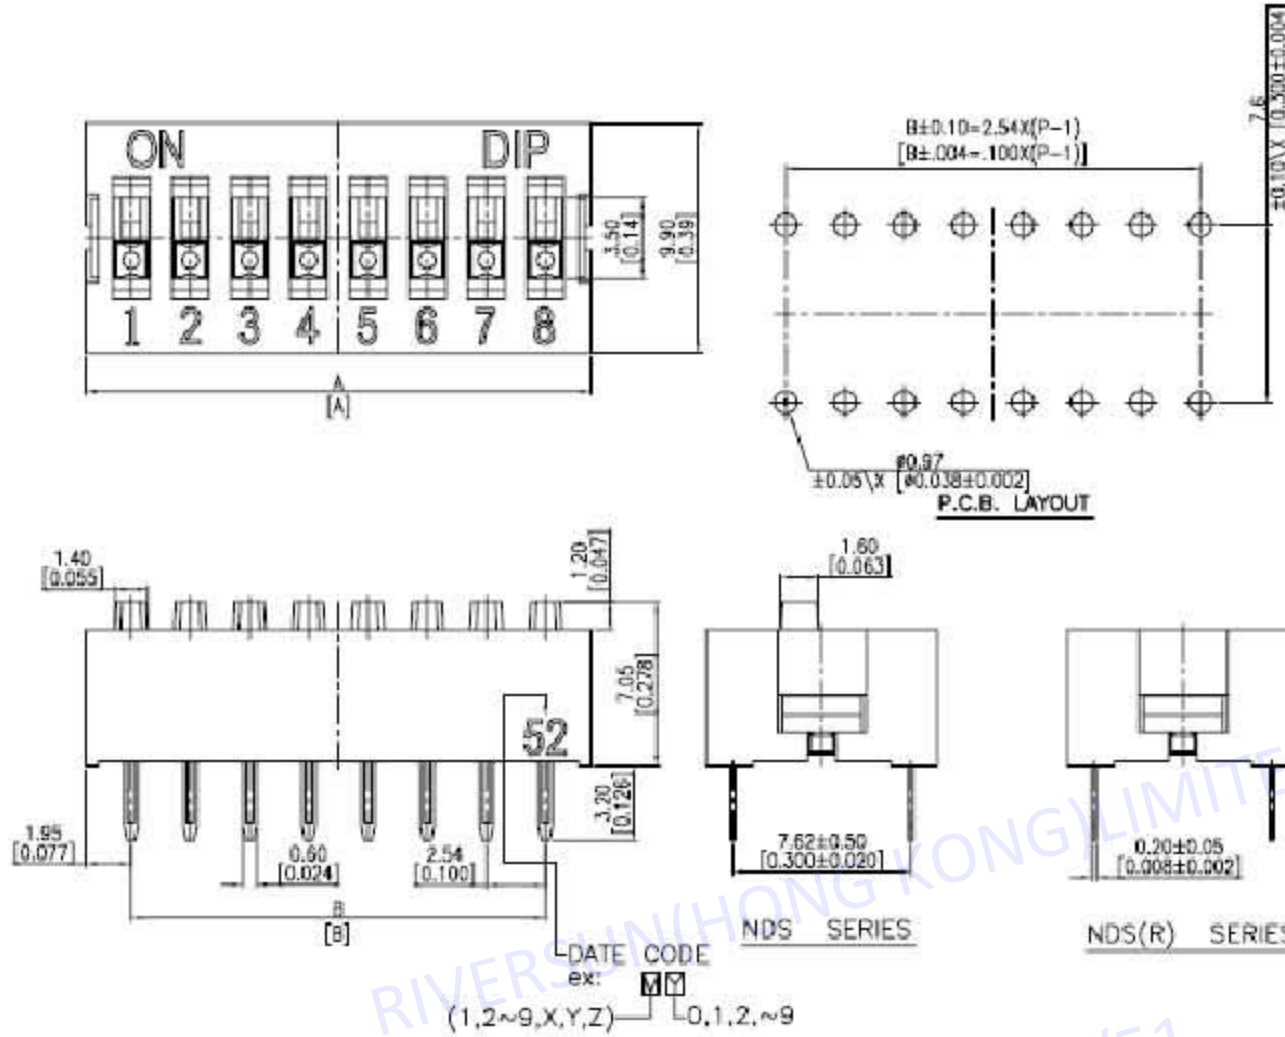 ON DIP
1 2 3 4 5 6 7 8
3.50
[0.14]
9.90
[0.39]
A
[A]
B±0.10=2.54X(P-1)
[B±.004=.100X(P-1)]
7.6
±0.10\X [0.300±0.004
ø0.97
±0.05\X [ø0.038±0.002]
P.C.B. LAYOUT
1.40
[0.055]
1.20
[0.047]
7.05
[0.278]
52
3.20
[0.126]
1.95
[0.077]
0.60
[0.024]
2.54
[0.100]
B
[B]
DATE CODE
ex: M Y
(1,2~9,X,Y,Z) 0,1,2,~9
1.60
[0.063]
7.62±0.50
[0.300±0.020]
NDS SERIES
0.20±0.05
[0.008±0.002]
NDS(R) SERIES
RIVERSUN(HONG KONG)LIMITE